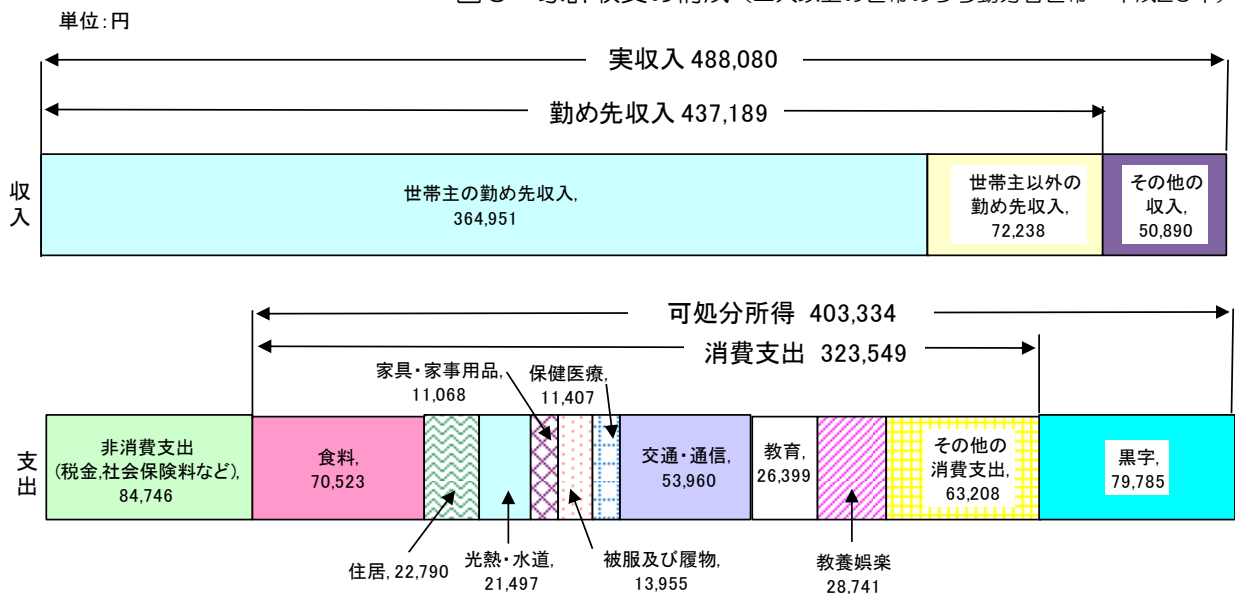 単位:円
実収入 488,080
勤め先収入 437,189
収入
世帯主の勤め先収入,
364,951
世帯主以外の
勤め先収入,
72,238
その他の
収入,
50,890
可処分所得 403,334
消費支出 323,549
家具・家事用品,
11,068
保健医療,
11,407
支出
非消費支出
(税金,社会保険料など),
84,746
食料,
70,523
交通・通信,
53,960
教育,
26,399
その他の
消費支出,
63,208
黒字,
79,785
住居, 22,790
光熱・水道,
21,497
被服及び履物,
13,955
教養娯楽
28,741